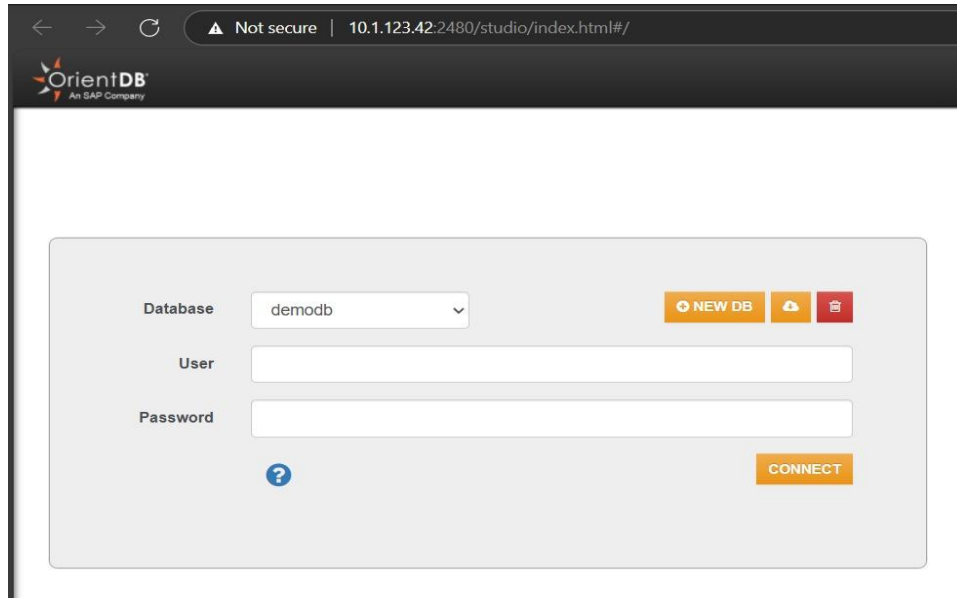 Not secure | 10.1.123.42:2480/studio/index.html#/
OrientDB
An SAP Company
Database demodb NEW DB
User
Password
? CONNECT